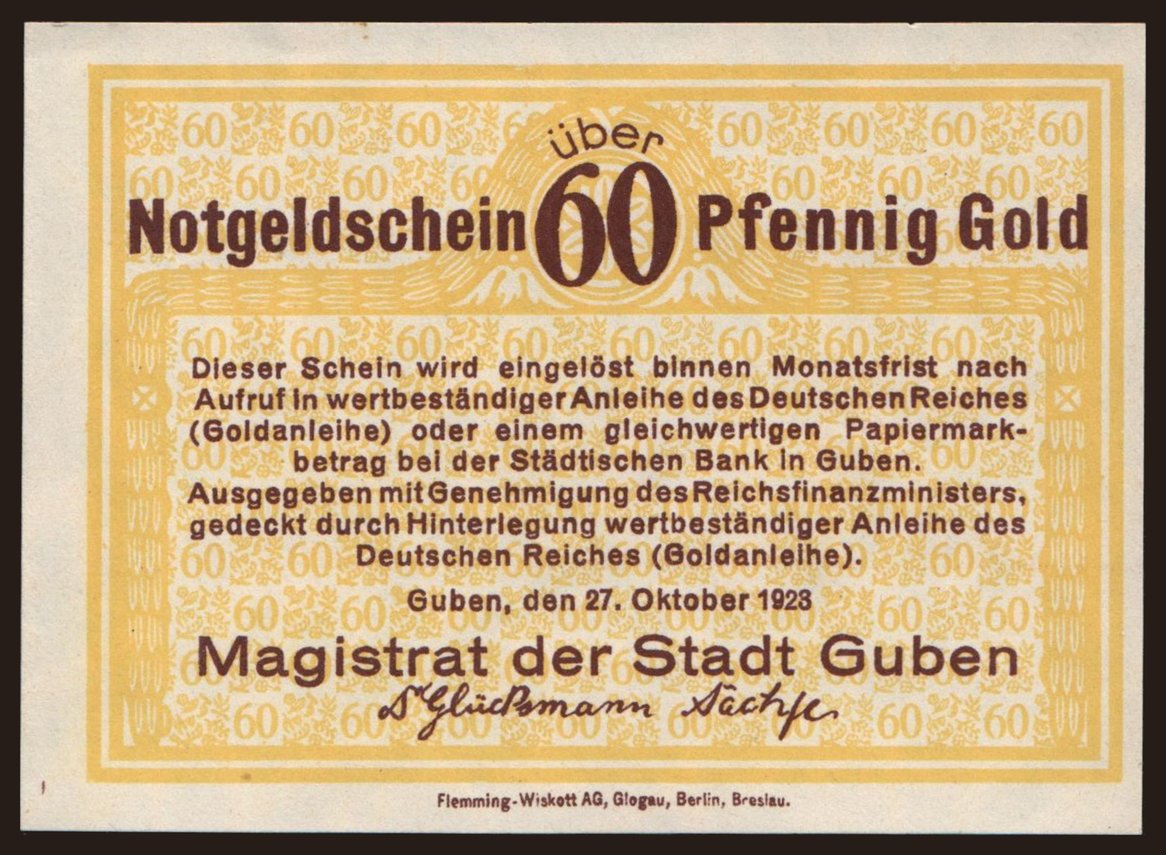 über
Notgeldschein 60 Pfennig Gold
Dieser Schein wird eingelöst binnen Monatsfrist nach
Aufruf in wertbeständiger Anleihe des Deutschen Reiches
(Goldanleihe) oder einem gleichwertigen Papiermark-
betrag bei der Städtischen Bank in Guben.
Ausgegeben mit Genehmigung des Reichsfinanzministers,
gedeckt durch Hinterlegung wertbeständiger Anleihe des
Deutschen Reiches (Goldanleihe).
Guben, den 27. Oktober 1923
Magistrat der Stadt Guben
Dr Glücksmann Sachse
Flemming-Wiskott AG, Glogau, Berlin, Breslau.